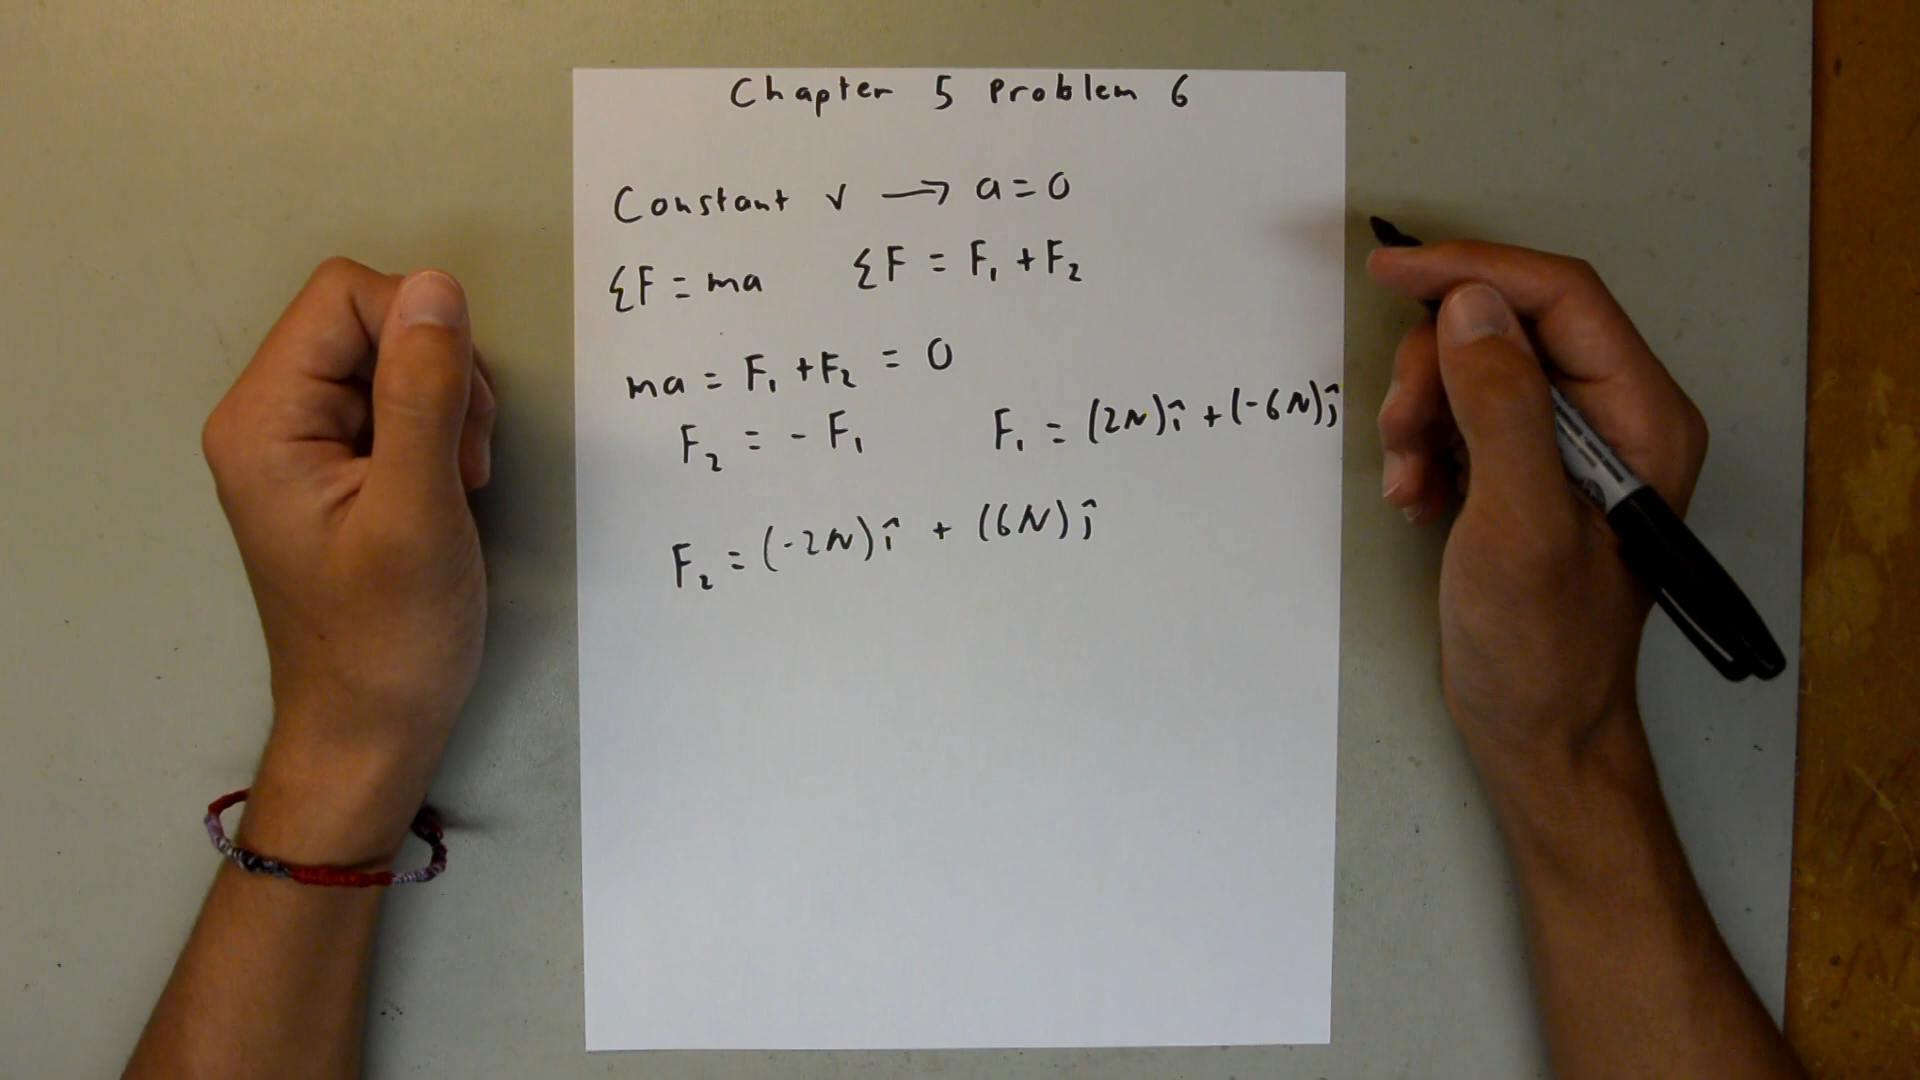 Chapter 5 Problem 6
Constant v → a = 0
ΣF = ma ΣF = F₁ + F₂
ma = F₁ + F₂ = 0
F₂ = - F₁ F₁ = (2N)î + (-6N)ĵ
F₂ = (-2N)î + (6N)ĵ